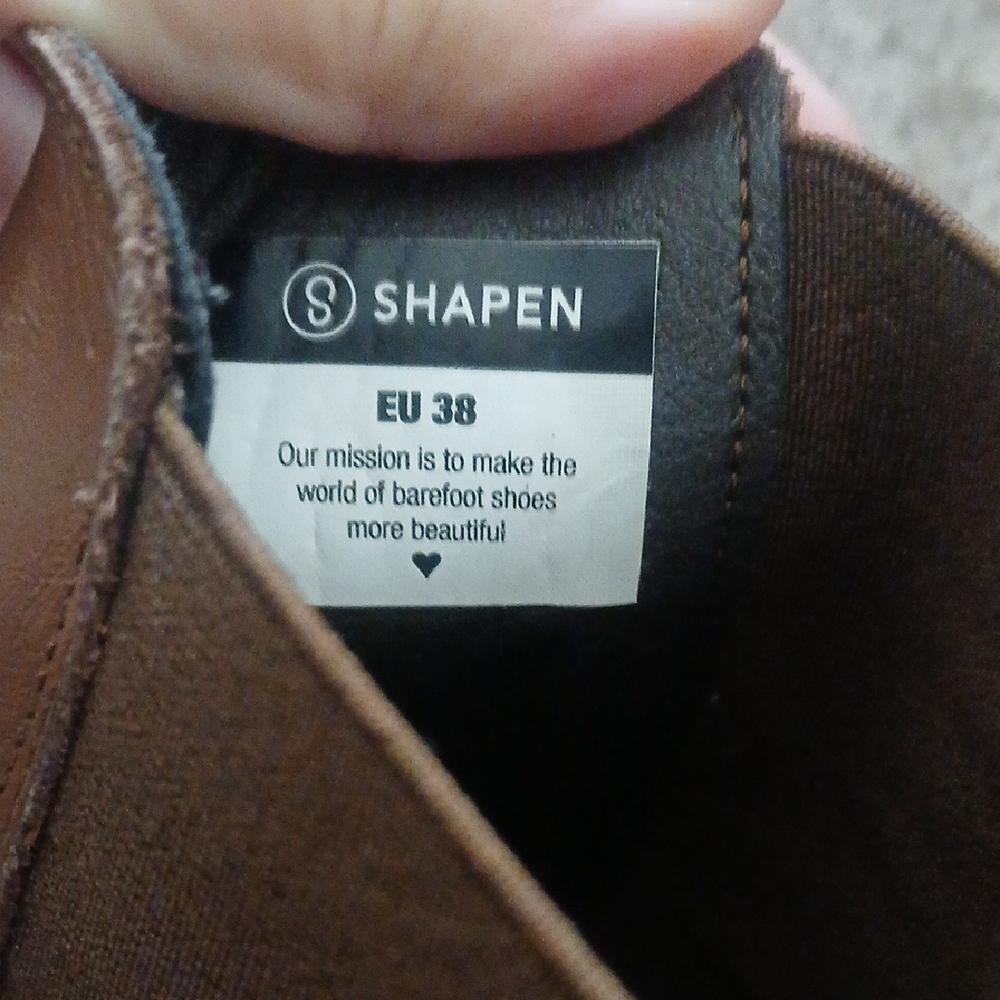 SHAPEN
EU 38
Our mission is to make the
world of barefoot shoes
more beautiful